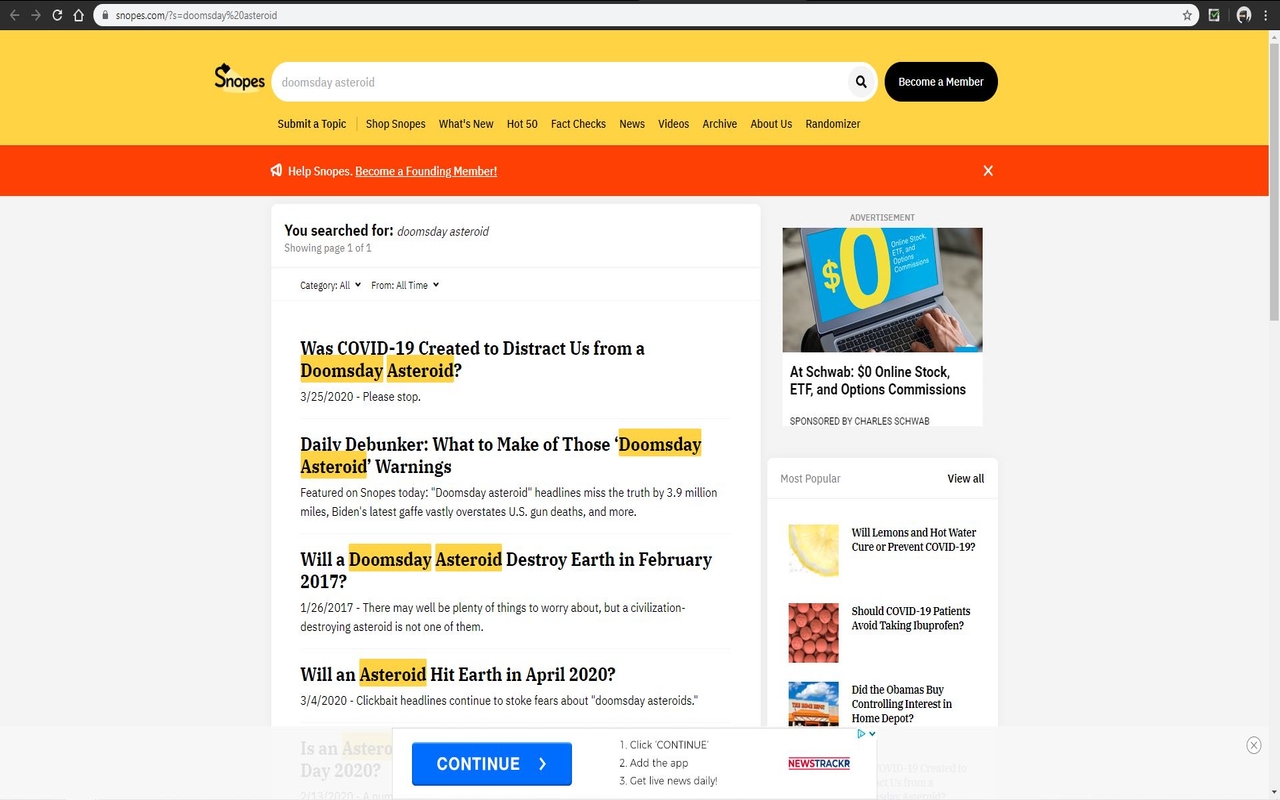 snopes.com/?s=doomsday%20asteroid
Snopes
doomsday asteroid
Become a Member
Submit a Topic
Shop Snopes
What's New
Hot 50
Fact Checks
News
Videos
Archive
About Us
Randomizer
Help Snopes. Become a Founding Member!
You searched for: doomsday asteroid
Showing page 1 of 1
Category: All
From: All Time
Was COVID-19 Created to Distract Us from a
Doomsday Asteroid?
3/25/2020 - Please stop.
Daily Debunker: What to Make of Those ‘Doomsday
Asteroid’ Warnings
Featured on Snopes today: "Doomsday asteroid" headlines miss the truth by 3.9 million
miles, Biden's latest gaffe vastly overstates U.S. gun deaths, and more.
Will a Doomsday Asteroid Destroy Earth in February
2017?
1/26/2017 - There may well be plenty of things to worry about, but a civilization-
destroying asteroid is not one of them.
Will an Asteroid Hit Earth in April 2020?
3/4/2020 - Clickbait headlines continue to stoke fears about "doomsday asteroids."
Is an Astero
Day 2020?
2/13/2020 - A
ADVERTISEMENT
$0
Online Stock,
ETF, and
Options
Commissions
At Schwab: $0 Online Stock,
ETF, and Options Commissions
SPONSORED BY CHARLES SCHWAB
Most Popular
View all
Will Lemons and Hot Water
Cure or Prevent COVID-19?
Should COVID-19 Patients
Avoid Taking Ibuprofen?
THE HOME DEPOT
Did the Obamas Buy
Controlling Interest in
Home Depot?
OVID-19 Created to
ct Us from a
sday Asteroid?
CONTINUE
1. Click 'CONTINUE'
2. Add the app
3. Get live news daily!
NEWSTRACKR